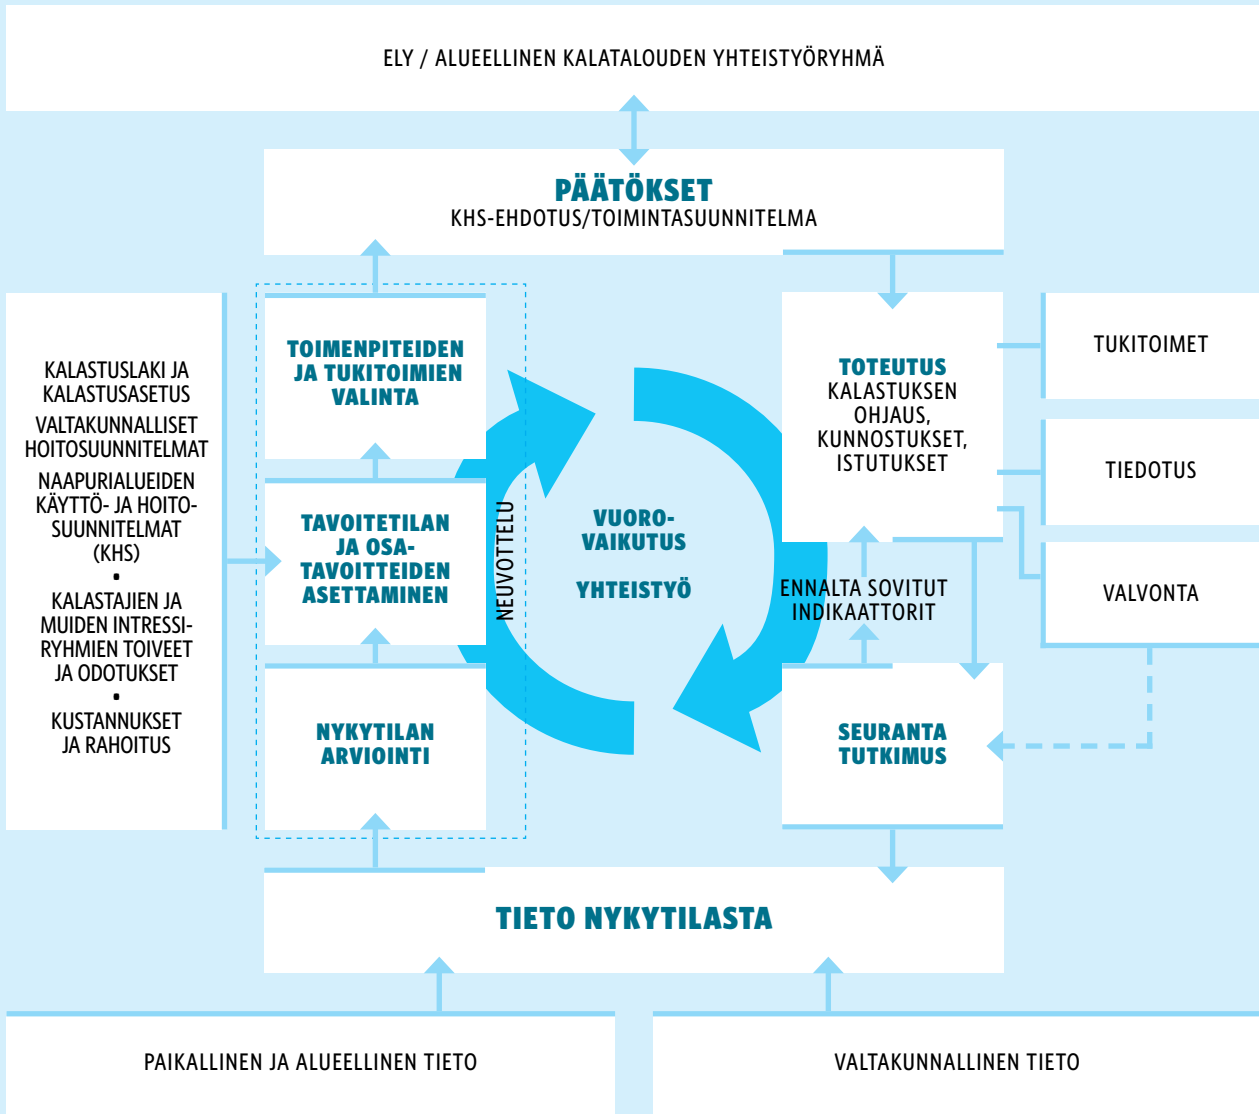 ELY / ALUEELLINEN KALATALOUDEN YHTEISTYÖRYHMÄ
PÄÄTÖKSET
KHS-EHDOTUS/TOIMINTASUUNNITELMA
KALASTUSLAKI JA
KALASTUSASETUS
VALTAKUNNALLISET
HOITOSUUNNITELMAT
NAAPURIALUEIDEN
KÄYTTÖ- JA HOITO-
SUUNNITELMAT
(KHS)
•
KALASTAJIEN JA
MUIDEN INTRESSI-
RYHMIEN TOIVEET
JA ODOTUKSET
•
KUSTANNUKSET
JA RAHOITUS
TOIMENPITEIDEN
JA TUKITOIMIEN
VALINTA
TAVOITETILAN
JA OSA-
TAVOITTEIDEN
ASETTAMINEN
NYKYTILAN
ARVIOINTI
NEUVOTTELU
VUORO-
VAIKUTUS
YHTEISTYÖ
TOTEUTUS
KALASTUKSEN
OHJAUS,
KUNNOSTUKSET,
ISTUTUKSET
ENNALTA SOVITUT
INDIKAATTORIT
SEURANTA
TUTKIMUS
TUKITOIMET
TIEDOTUS
VALVONTA
TIETO NYKYTILASTA
PAIKALLINEN JA ALUEELLINEN TIETO
VALTAKUNNALLINEN TIETO